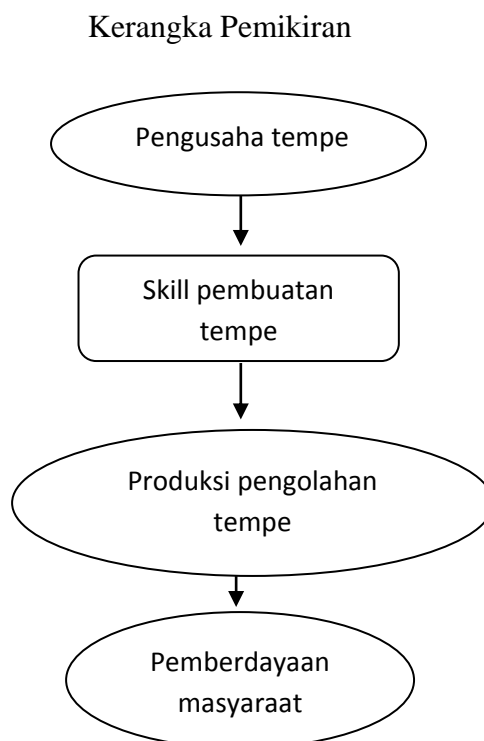 Kerangka Pemikiran
Pengusaha tempe
Skill pembuatan
tempe
Produksi pengolahan
tempe
Pemberdayaan
masyaraat